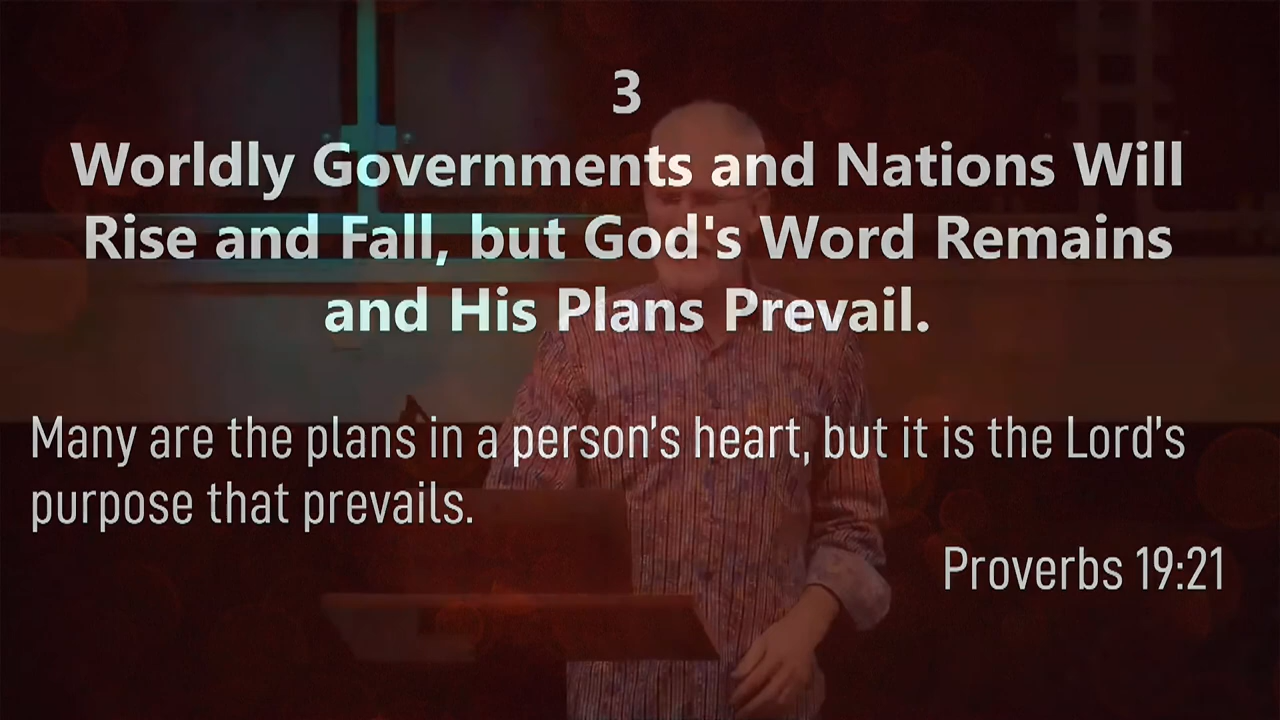 3
Worldly Governments and Nations Will
Rise and Fall, but God's Word Remains
and His Plans Prevail.
Many are the plans in a person’s heart, but it is the Lord’s
purpose that prevails.
Proverbs 19:21